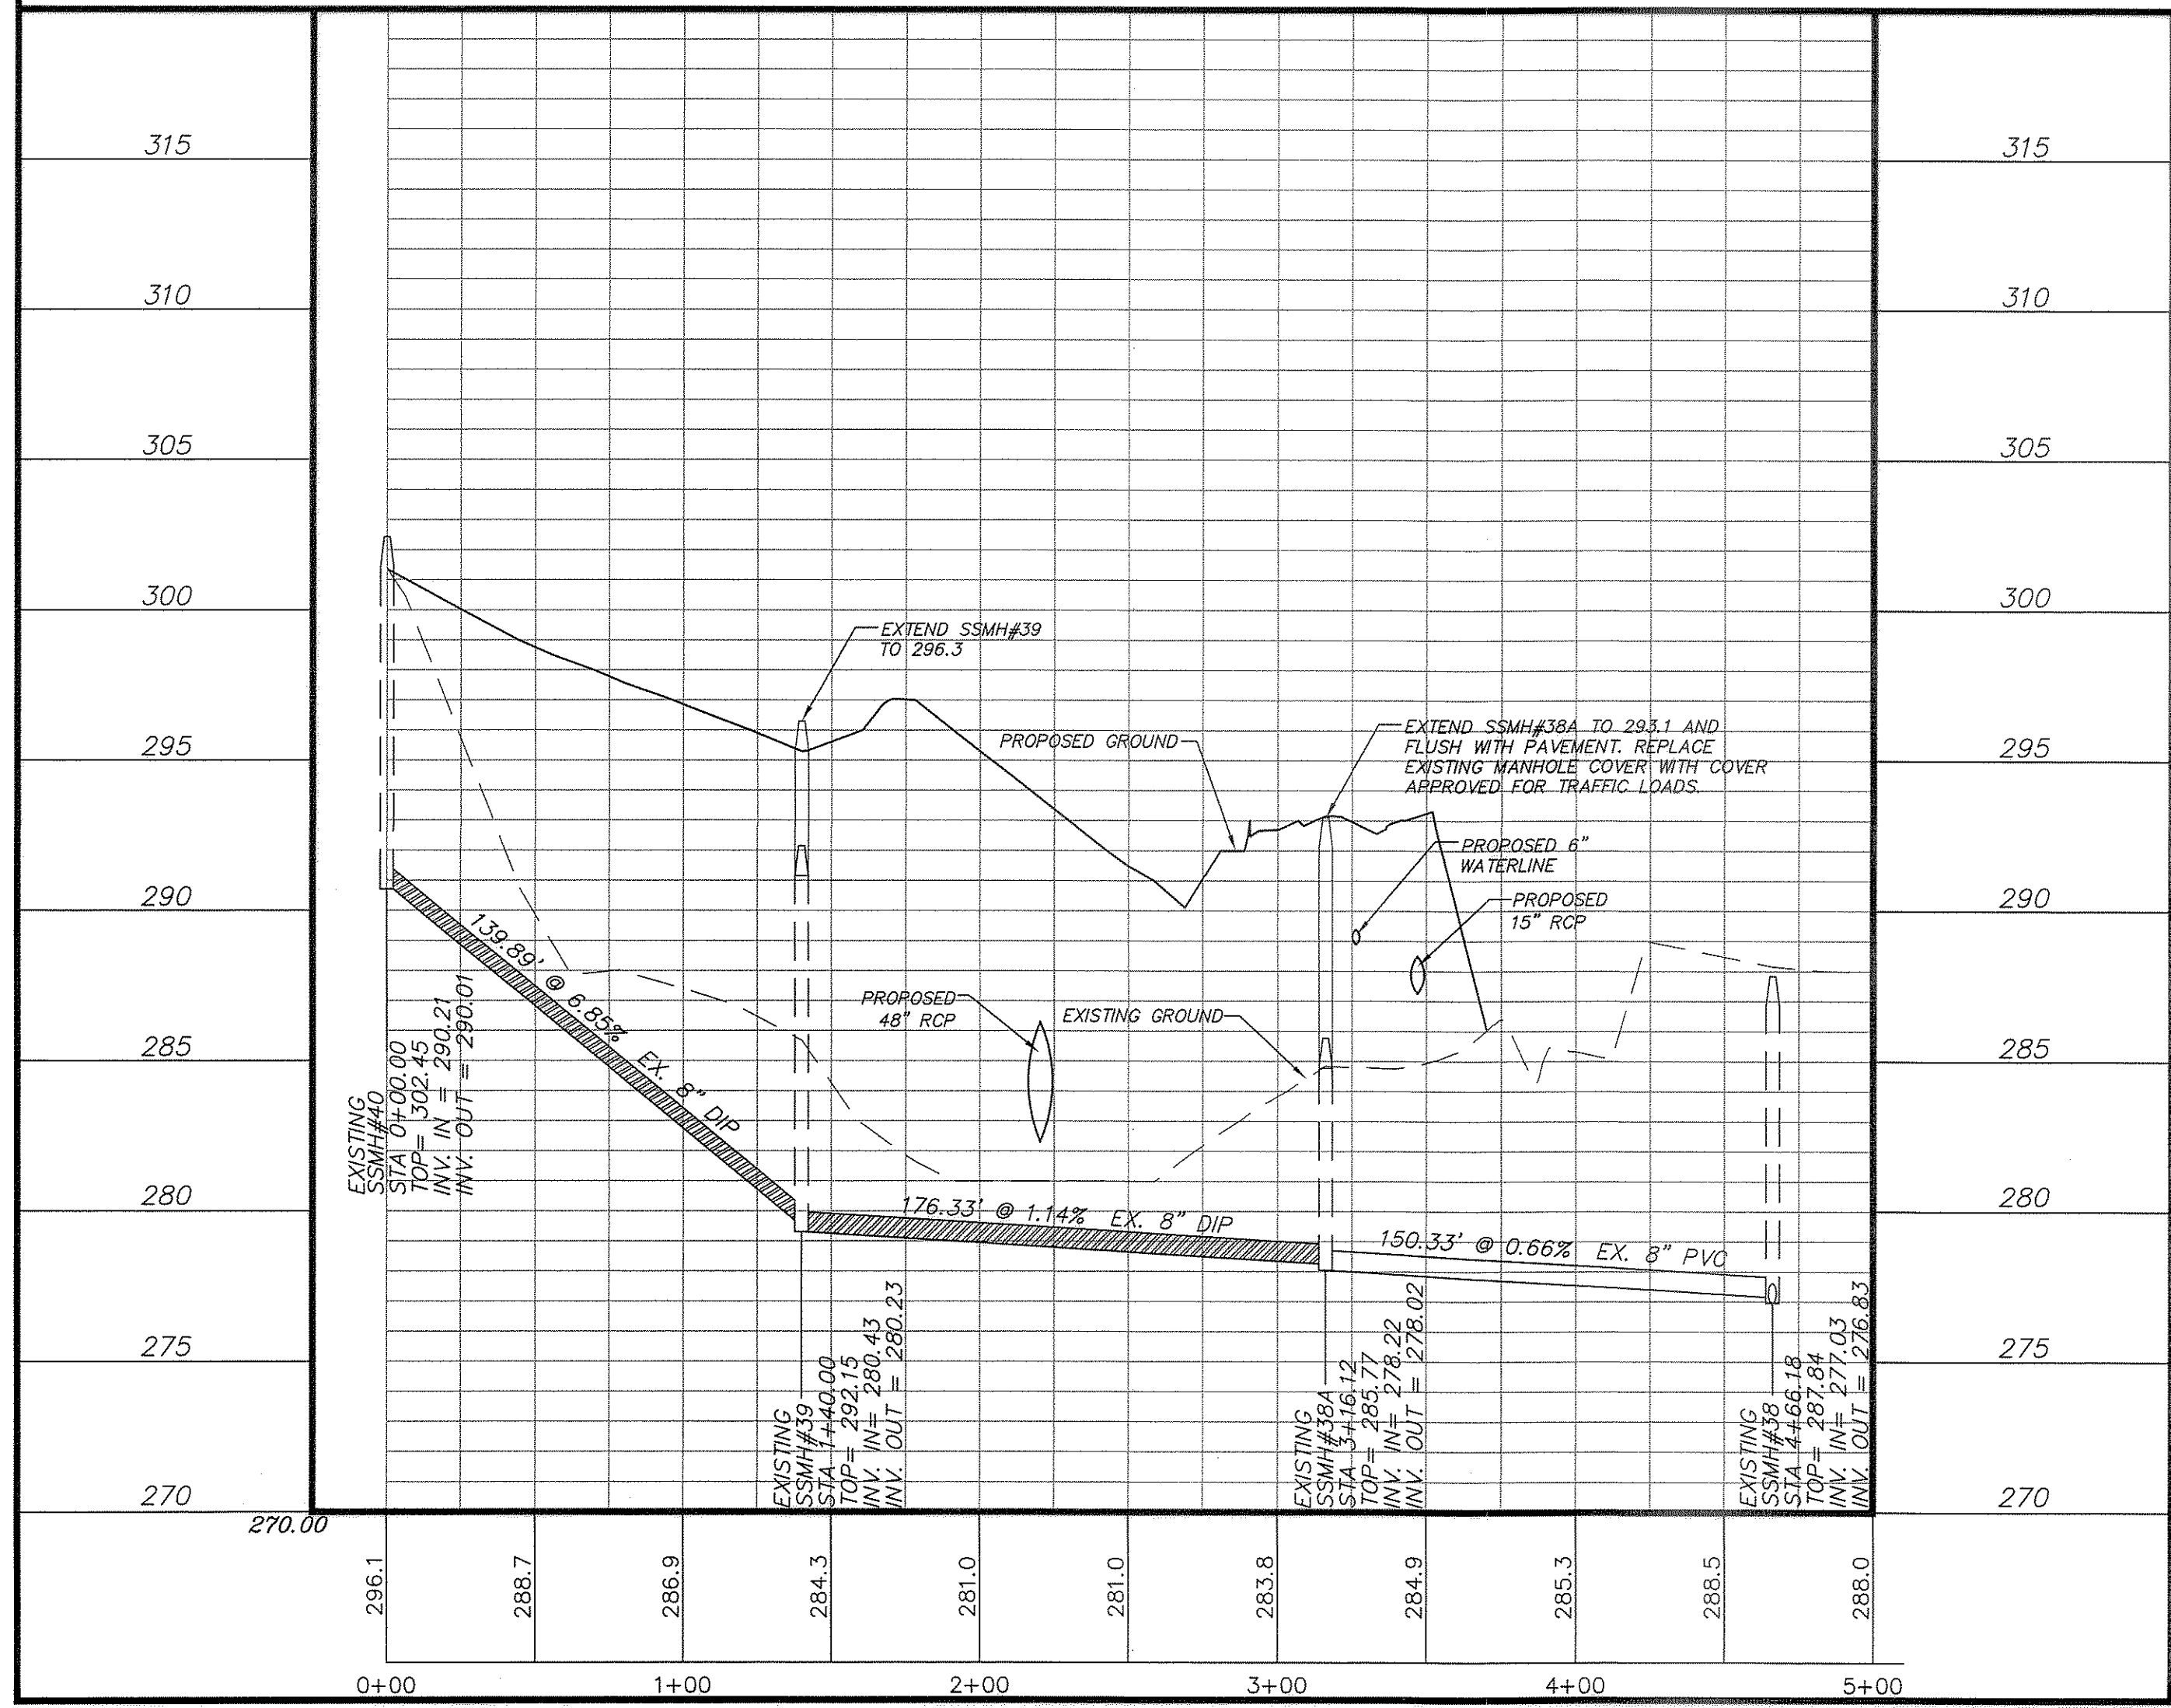 315
315
310
310
305
305
300
300
EXTEND SSMH#39
TO 296.3
295
295
PROPOSED GROUND
EXTEND SSMH#38A TO 293.1 AND
FLUSH WITH PAVEMENT. REPLACE
EXISTING MANHOLE COVER WITH COVER
APPROVED FOR TRAFFIC LOADS.
PROPOSED 6"
WATERLINE
290
290
PROPOSED
15" RCP
139.89' @ 6.85% EX. 8" DIP
PROPOSED
48" RCP
EXISTING GROUND
285
285
EXISTING
SSMH#40
STA 0+00.00
TOP= 302.45
INV. IN = 290.21
INV. OUT = 290.01
280
280
176.33' @ 1.14% EX. 8" DIP
150.33' @ 0.66% EX. 8" PVC
275
275
EXISTING
SSMH#39
STA 1+40.00
TOP= 292.15
INV. IN= 280.43
INV. OUT = 280.23
EXISTING
SSMH#38A
STA 3+16.12
TOP= 285.77
INV. IN= 278.22
INV. OUT = 278.02
EXISTING
SSMH#38
STA 4+66.18
TOP= 287.84
INV. IN= 277.03
INV. OUT = 276.83
270
270
270.00
296.1
288.7
286.9
284.3
281.0
281.0
283.8
284.9
285.3
288.5
288.0
0+00
1+00
2+00
3+00
4+00
5+00